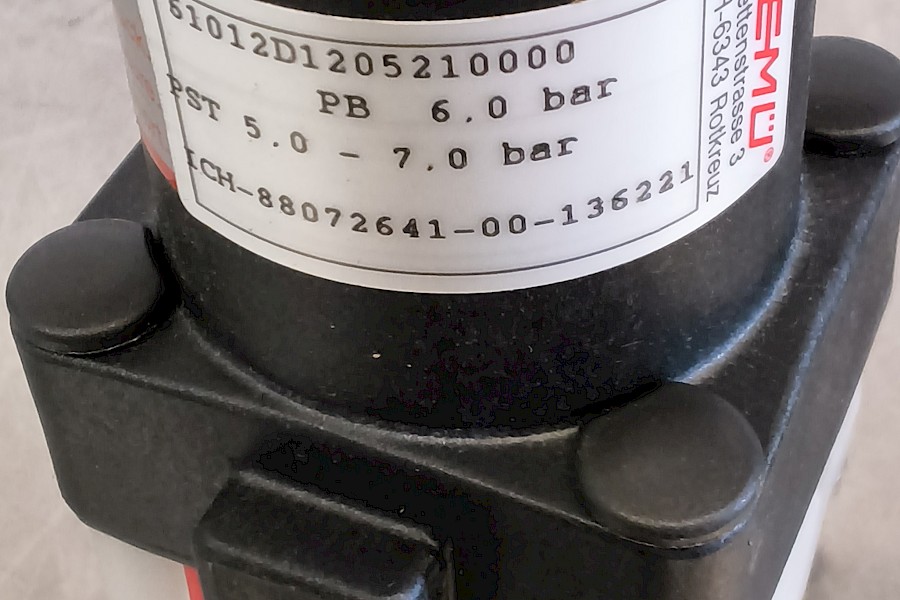 61012D1205210000
PB 6.0 bar
PST 5.0 - 7.0 bar
ICH-88072641-00-136221
EMÜ®
ettenstrasse 3
-6343 Rotkreuz